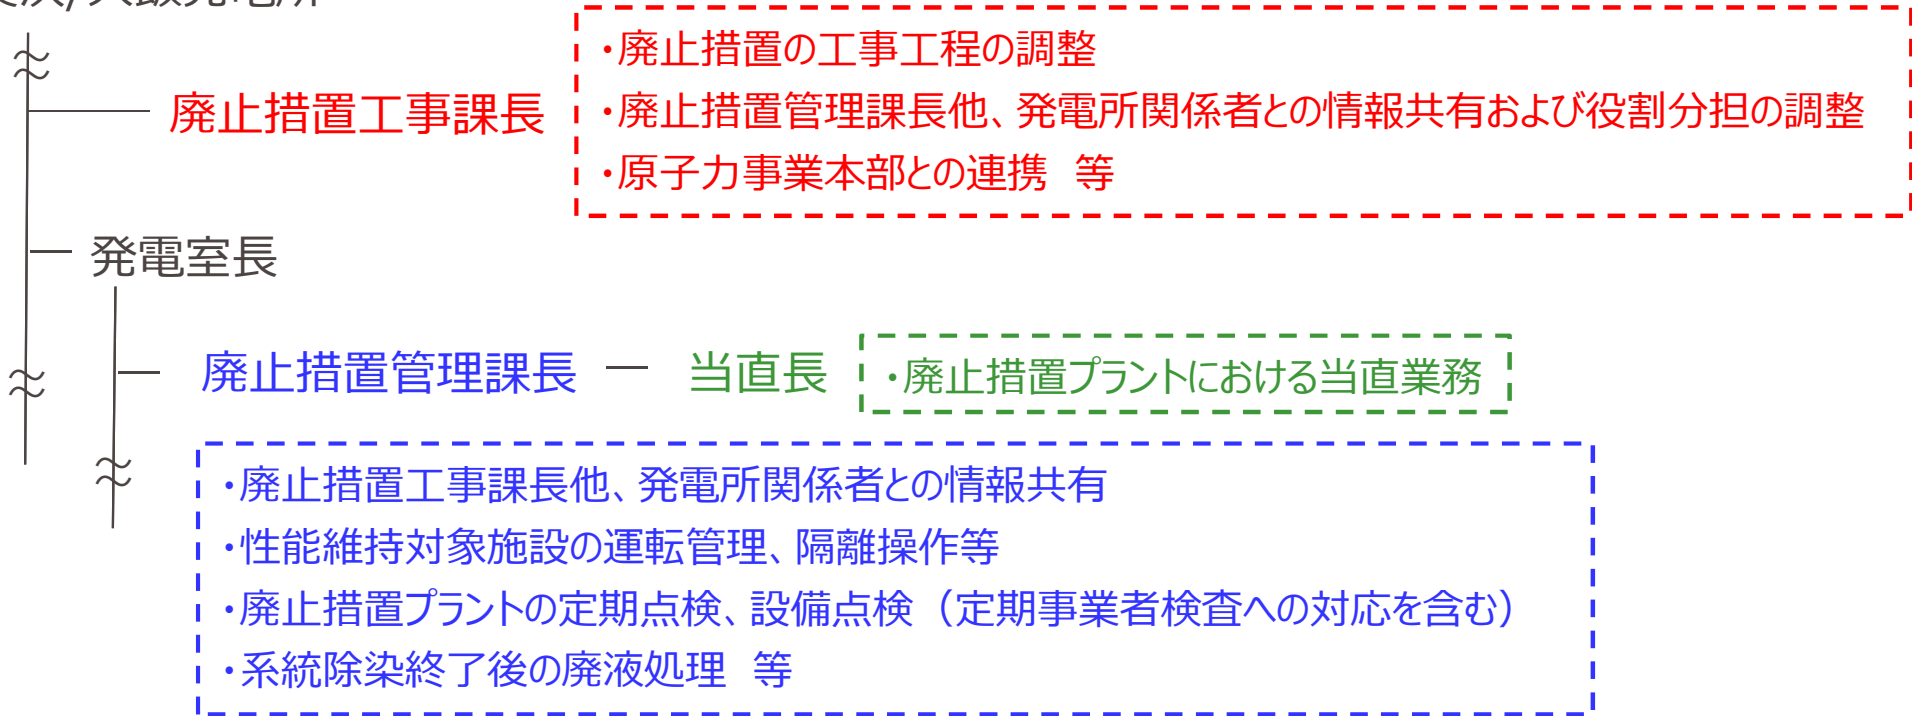 ・廃止措置の工事工程の調整
廃止措置工事課長
・廃止措置管理課長他、発電所関係者との情報共有および役割分担の調整
・原子力事業本部との連携　等
発電室長
廃止措置管理課長
当直長
・廃止措置プラントにおける当直業務
・廃止措置工事課長他、発電所関係者との情報共有
・性能維持対象施設の運転管理、隔離操作等
・廃止措置プラントの定期点検、設備点検（定期事業者検査への対応を含む）
・系統除染終了後の廃液処理　等